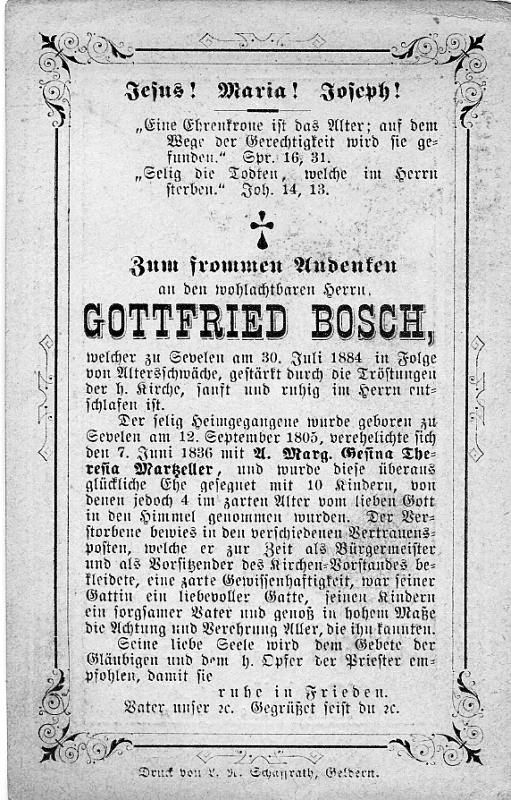 Jesus! Maria! Joseph!
„Eine Ehrenkrone ist das Alter; auf dem
Wege der Gerechtigkeit wird sie ge-
funden.“ Spr. 16, 31.
„Selig die Todten, welche im Herrn
sterben.“ Joh. 14, 13.
Zum frommen Andenken
an den wohlachtbaren Herrn,
GOTTFRIED BOSCH,
welcher zu Sevelen am 30. Juli 1884 in Folge
von Altersschwäche, gestärkt durch die Tröstungen
der h. Kirche, sanft und ruhig im Herrn ent-
schlafen ist.
Der selig Heimgegangene wurde geboren zu
Sevelen am 12. September 1805, verehelichte sich
den 7. Juni 1836 mit A. Marg. Gesina The-
resia Martzeller, und wurde diese überaus
glückliche Ehe gesegnet mit 10 Kindern, von
denen jedoch 4 im zarten Alter vom lieben Gott
in den Himmel genommen wurden. Der Ver-
storbene bewies in den verschiedenen Vertrauens-
posten, welche er zur Zeit als Bürgermeister
und als Vorsitzender des Kirchen-Vorstandes be-
kleidete, eine zarte Gewissenhaftigkeit, war seiner
Gattin ein liebevoller Gatte, seinen Kindern
ein sorgsamer Vater und genoß in hohem Maße
die Achtung und Verehrung Aller, die ihn kannten.
Seine liebe Seele wird dem Gebete der
Gläubigen und dem h. Opfer der Priester em-
pfohlen, damit sie
ruhe in Frieden.
Vater unser ꝛc. Gegrüßet seist du ꝛc.
Druck von L. N. Schaffrath, Geldern.